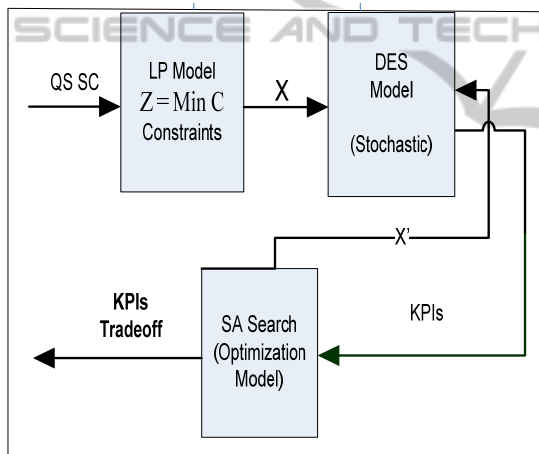 SCIENCE AND TECH
QS SC
LP Model
Z = Min C
Constraints
X
DES
Model
(Stochastic)
X'
KPIs
Tradeoff
SA Search
(Optimization
Model)
KPIs